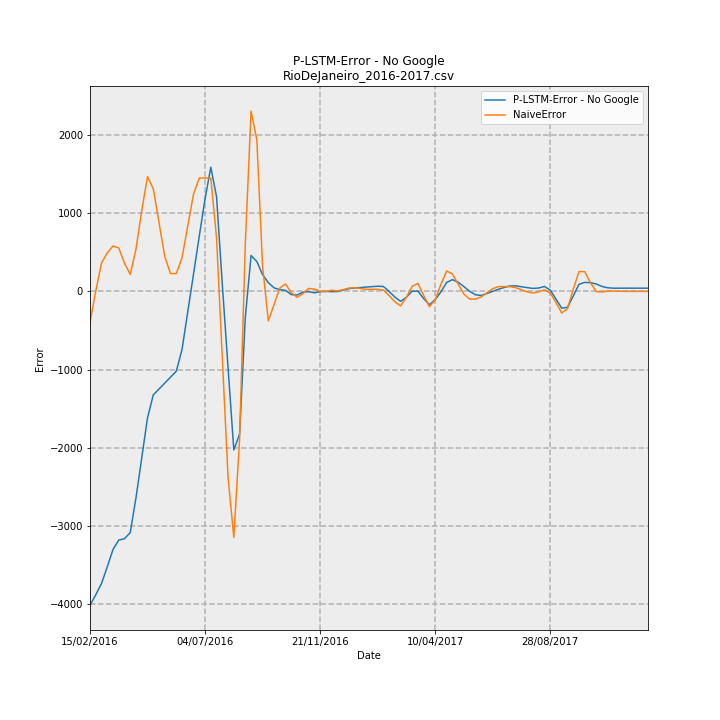 P-LSTM-Error - No Google
RioDeJaneiro_2016-2017.csv
P-LSTM-Error - No Google
NaiveError
Error
2000
1000
0
−1000
−2000
−3000
−4000
15/02/2016
04/07/2016
21/11/2016
10/04/2017
28/08/2017
Date